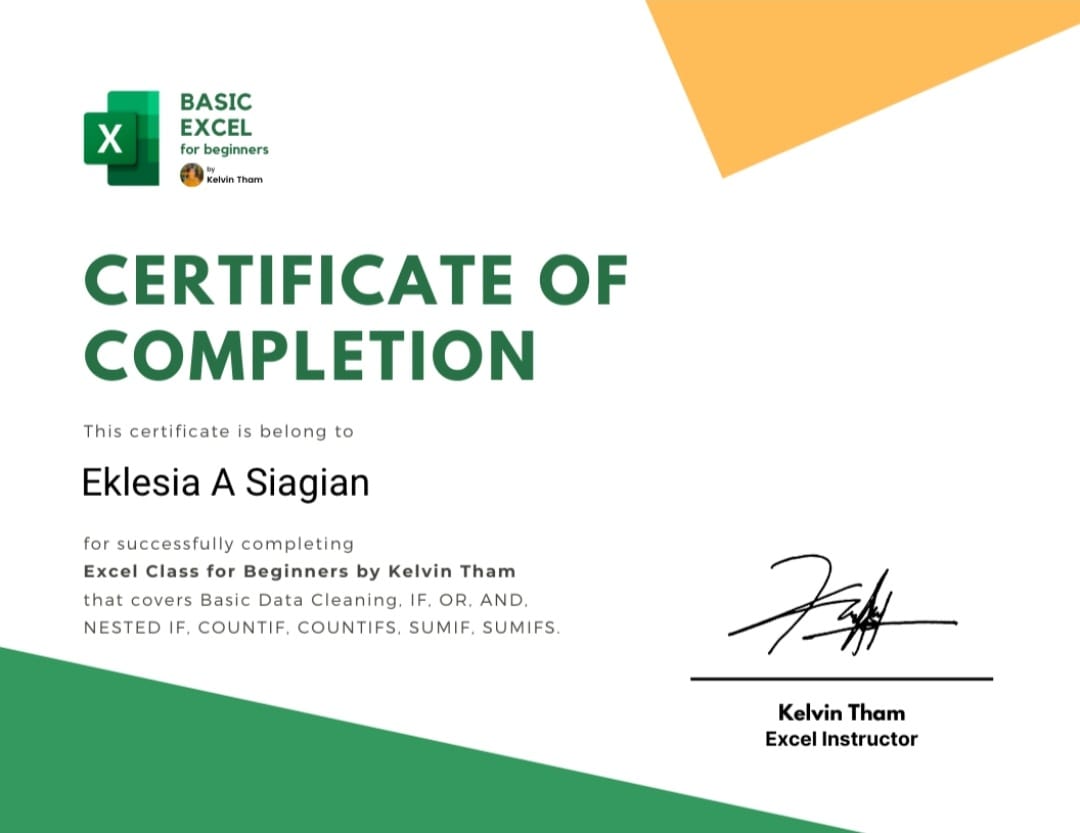 X
BASIC
EXCEL
for beginners
by
Kelvin Tham
CERTIFICATE OF
COMPLETION
This certificate is belong to
Eklesia A Siagian
for successfully completing
Excel Class for Beginners by Kelvin Tham
that covers Basic Data Cleaning, IF, OR, AND,
NESTED IF, COUNTIF, COUNTIFS, SUMIF, SUMIFS.
Kelvin Tham
Excel Instructor